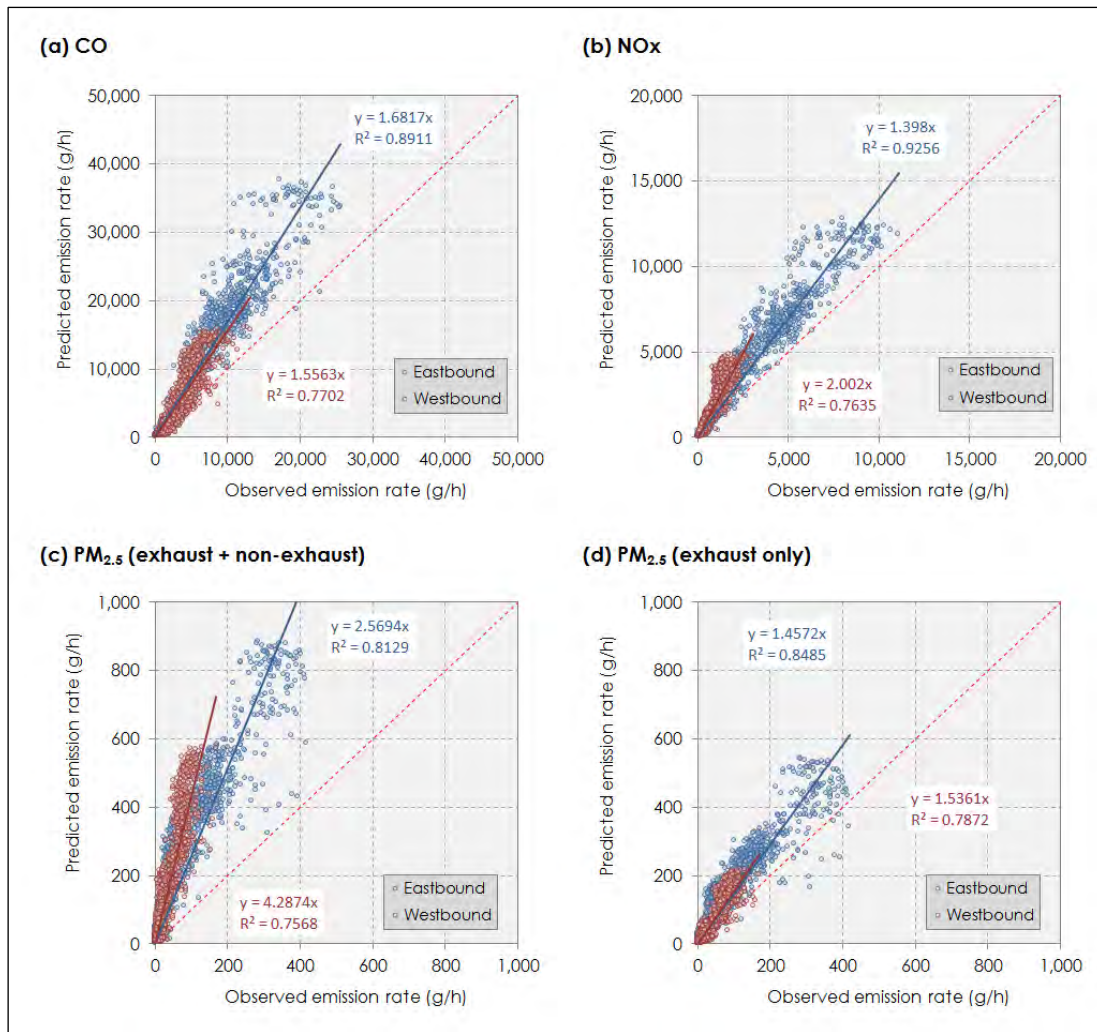 (a) CO
50,000
40,000
30,000
20,000
10,000
0
Predicted emission rate (g/h)
y = 1.6817x
R² = 0.8911
y = 1.5563x
R² = 0.7702
Eastbound
Westbound
0 10,000 20,000 30,000 40,000 50,000
Observed emission rate (g/h)
(b) NOx
20,000
15,000
10,000
5,000
0
Predicted emission rate (g/h)
y = 1.398x
R² = 0.9256
y = 2.002x
R² = 0.7635
Eastbound
Westbound
0 5,000 10,000 15,000 20,000
Observed emission rate (g/h)
(c) PM2.5 (exhaust + non-exhaust)
1,000
800
600
400
200
0
Predicted emission rate (g/h)
y = 2.5694x
R² = 0.8129
y = 4.2874x
R² = 0.7568
Eastbound
Westbound
0 200 400 600 800 1,000
Observed emission rate (g/h)
(d) PM2.5 (exhaust only)
1,000
800
600
400
200
0
Predicted emission rate (g/h)
y = 1.4572x
R² = 0.8485
y = 1.5361x
R² = 0.7872
Eastbound
Westbound
0 200 400 600 800 1,000
Observed emission rate (g/h)